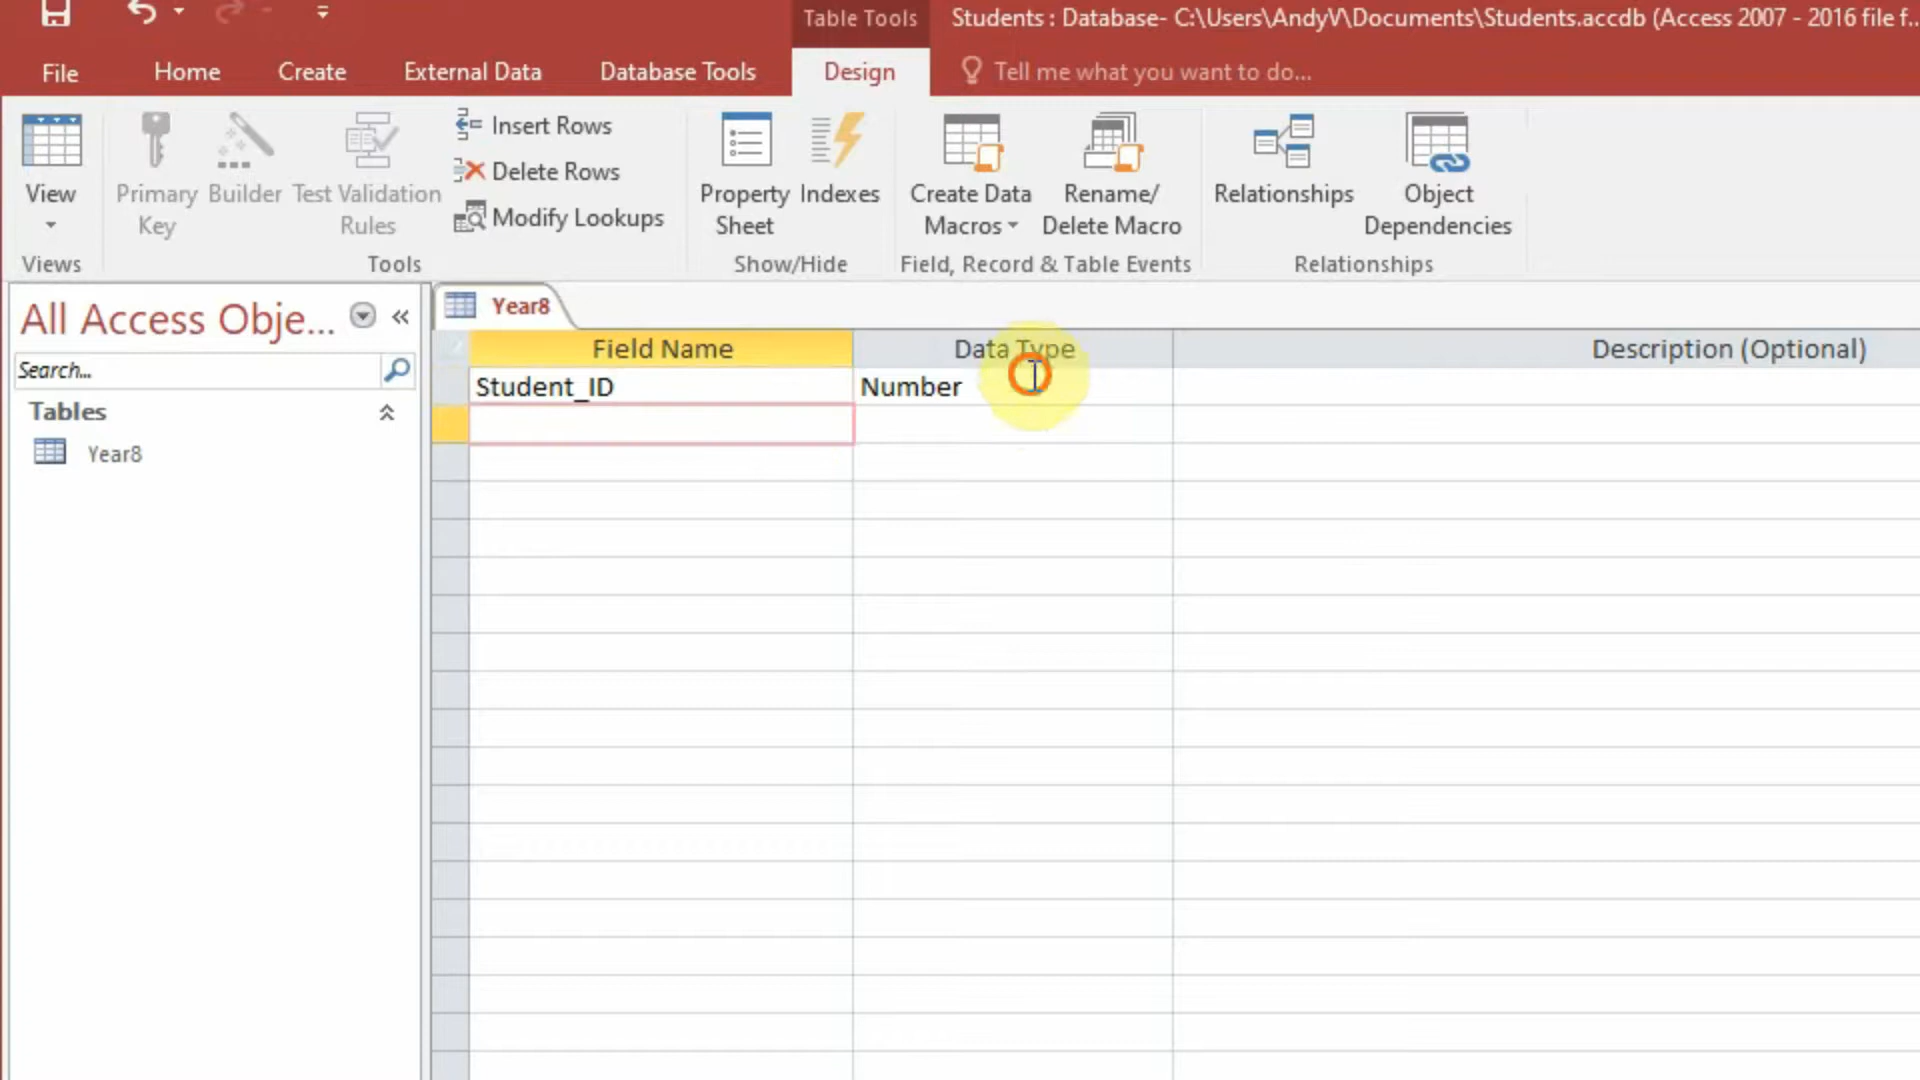 Table Tools
Students : Database- C:\Users\AndyV\Documents\Students.accdb (Access 2007 - 2016 file f...
File
Home
Create
External Data
Database Tools
Design
Tell me what you want to do...
View
Primary Key
Builder
Test Validation Rules
Insert Rows
Delete Rows
Modify Lookups
Property Sheet
Indexes
Create Data Macros
Rename/ Delete Macro
Relationships
Object Dependencies
Views
Tools
Show/Hide
Field, Record & Table Events
Relationships
All Access Obje...
Search...
Tables
Year8
Year8
Field Name
Data Type
Description (Optional)
Student_ID
Number